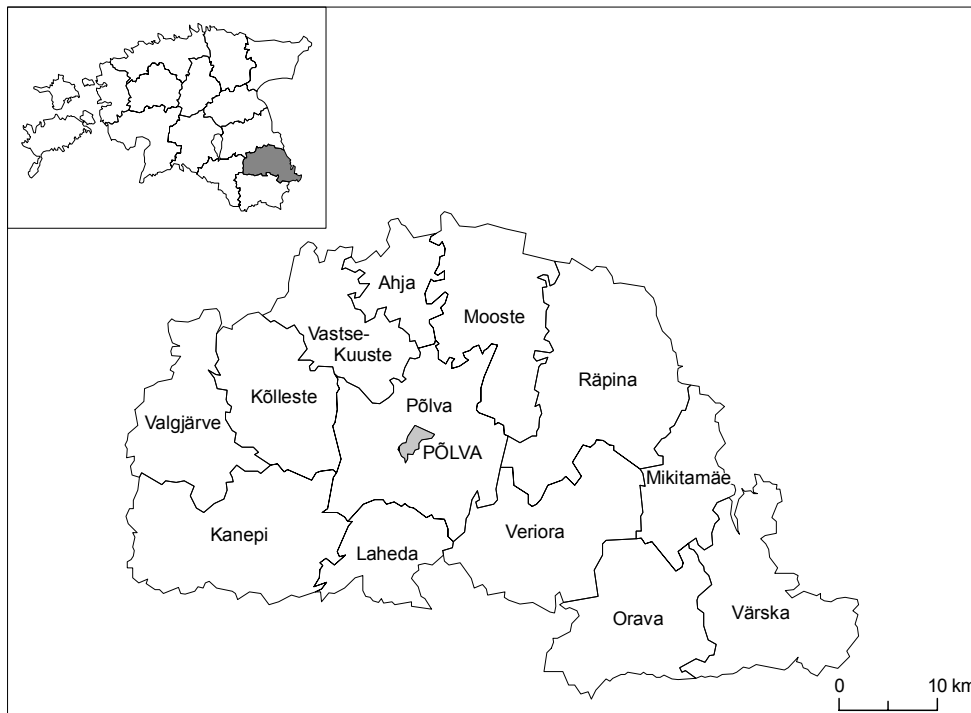 Ahja
Mooste
Vastse-
Kuuste
Räpina
Kõlleste
Põlva
Valgjärve
PÕLVA
Mikitamäe
Kanepi
Veriora
Laheda
Orava
Värska
0 10 km